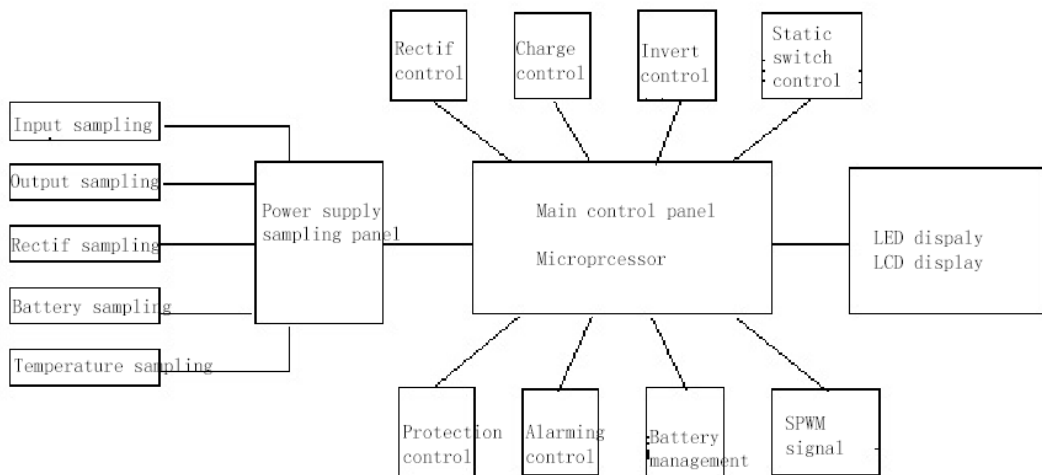 Rectif
control
Charge
control
Invert
control
Static
switch
control
Input sampling
Output sampling
Rectif sampling
Battery sampling
Temperature sampling
Power supply
sampling panel
Main control panel
Microprcessor
LED dispaly
LCD display
Protection
control
Alarming
control
Battery
management
SPWM
signal